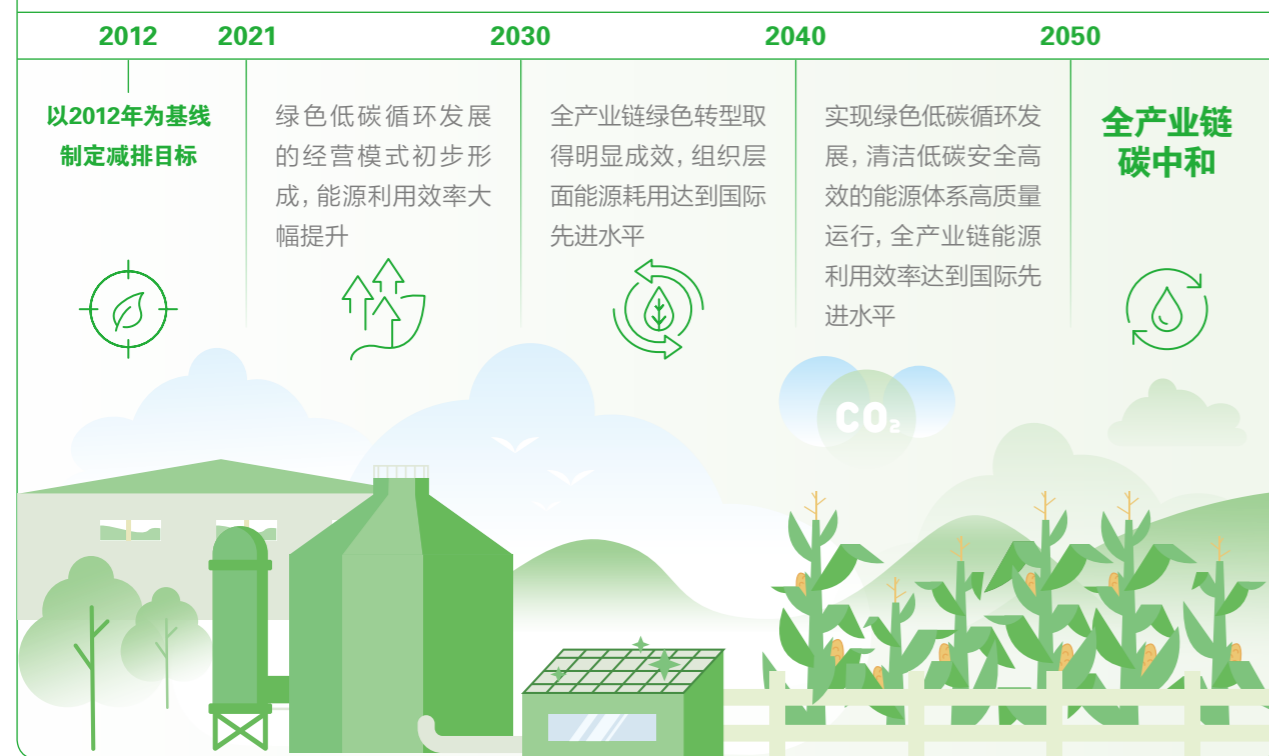 2012 2021 2030 2040 2050
以2012年为基线
制定减排目标
绿色低碳循环发展
的经营模式初步形
成，能源利用效率大
幅提升
全产业链绿色转型取
得明显成效，组织层
面能源耗用达到国际
先进水平
实现绿色低碳循环发
展，清洁低碳安全高
效的能源体系高质量
运行，全产业链能源
利用效率达到国际先
进水平
全产业链
碳中和
CO₂